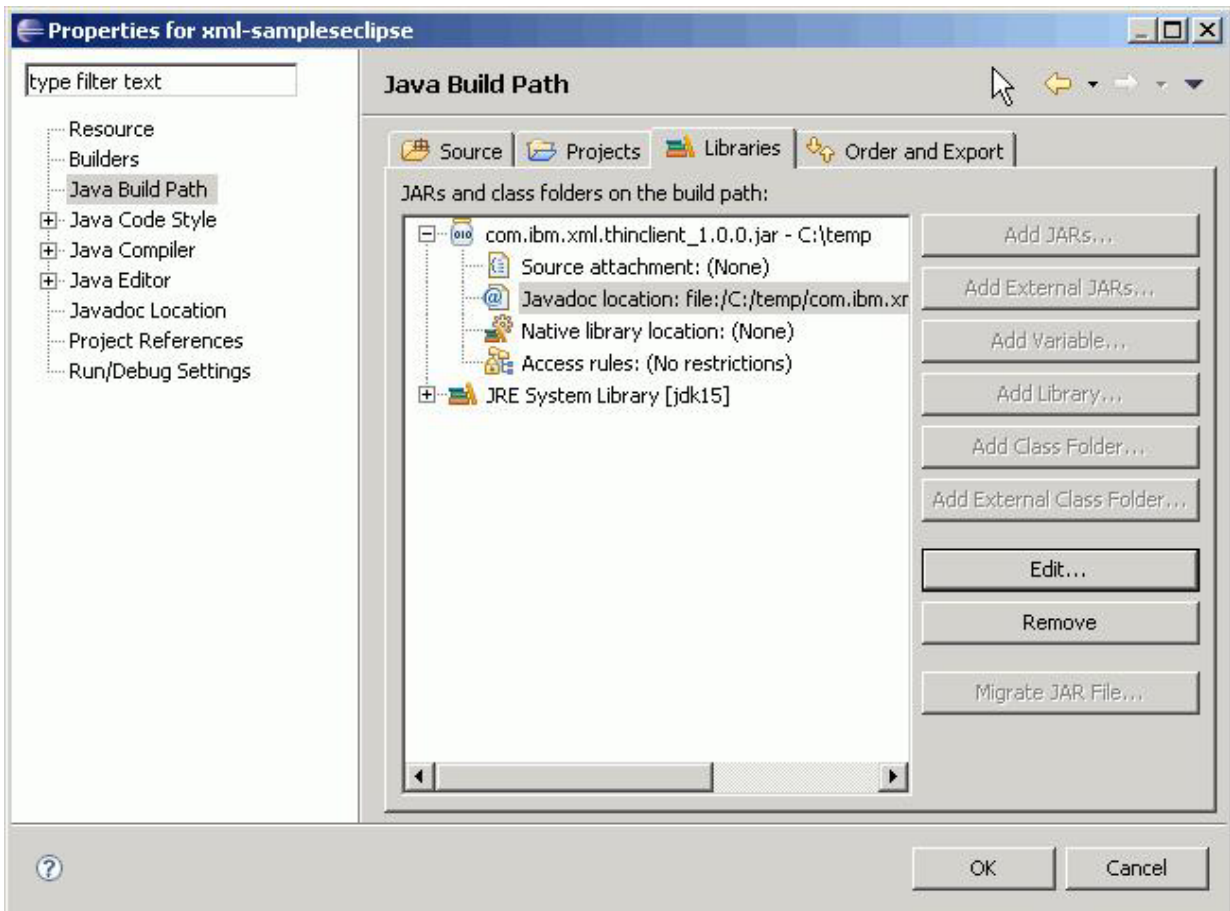 Properties for xml-sampleseclipse
type filter text
Resource
Builders
Java Build Path
Java Code Style
Java Compiler
Java Editor
Javadoc Location
Project References
Run/Debug Settings
Java Build Path
Source Projects Libraries Order and Export
JARs and class folders on the build path:
com.ibm.xml.thinclient_1.0.0.jar - C:\temp
010
Source attachment: (None)
Javadoc location: file:/C:/temp/com.ibm.xr
Native library location: (None)
Access rules: (No restrictions)
JRE System Library [jdk15]
Add JARs...
Add External JARs...
Add Variable...
Add Library...
Add Class Folder...
Add External Class Folder...
Edit...
Remove
Migrate JAR File...
OK Cancel